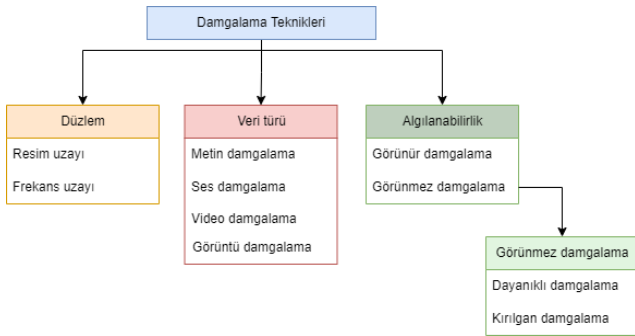 Damgalama Teknikleri
Düzlem
Resim uzayı
Frekans uzayı
Veri türü
Metin damgalama
Ses damgalama
Video damgalama
Görüntü damgalama
Algılanabilirlik
Görünür damgalama
Görünmez damgalama
Görünmez damgalama
Dayanıklı damgalama
Kırılgan damgalama